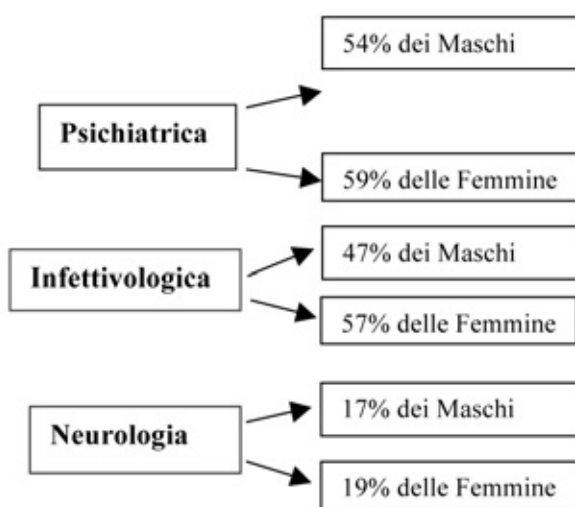 Psichiatrica
54% dei Maschi
59% delle Femmine
Infettivologica
47% dei Maschi
57% delle Femmine
Neurologia
17% dei Maschi
19% delle Femmine